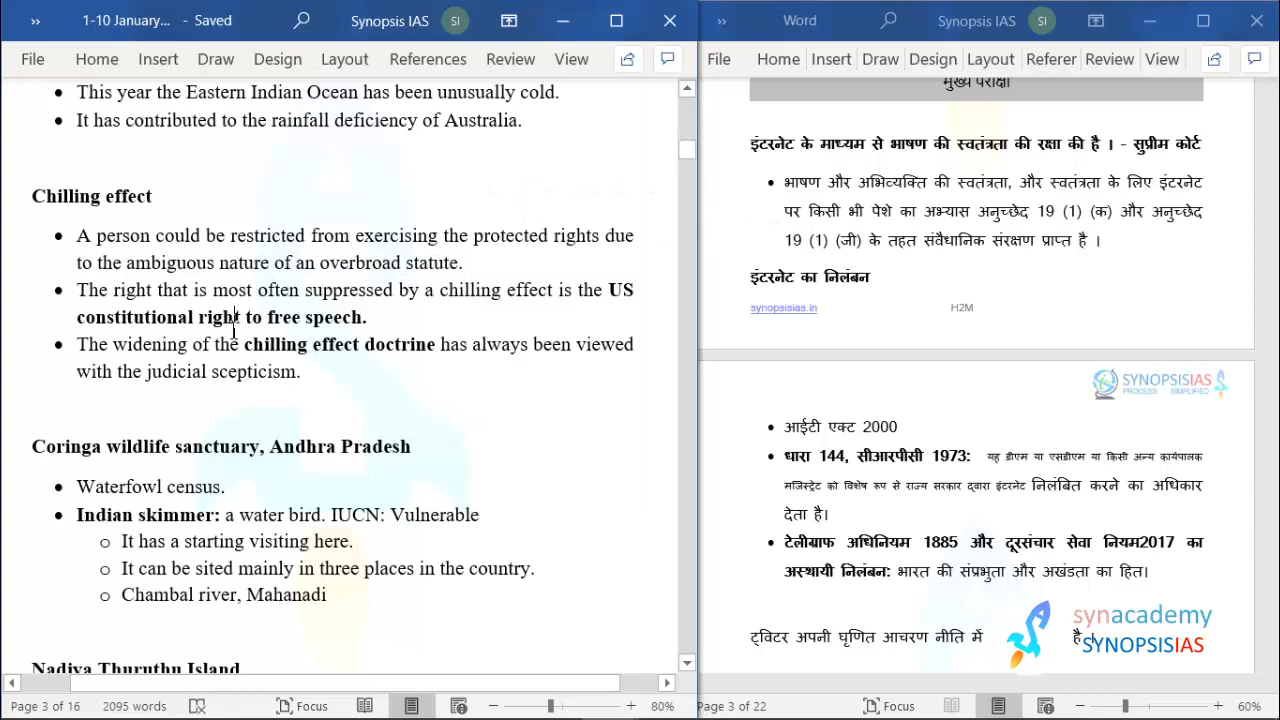 1-10 January... - Saved
Synopsis IAS
SI
File Home Insert Draw Design Layout References Review View
This year the Eastern Indian Ocean has been unusually cold.
It has contributed to the rainfall deficiency of Australia.
Chilling effect
A person could be restricted from exercising the protected rights due
to the ambiguous nature of an overbroad statute.
The right that is most often suppressed by a chilling effect is the US
constitutional right to free speech.
The widening of the chilling effect doctrine has always been viewed
with the judicial scepticism.
Coringa wildlife sanctuary, Andhra Pradesh
Waterfowl census.
Indian skimmer: a water bird. IUCN: Vulnerable
It has a starting visiting here.
It can be sited mainly in three places in the country.
Chambal river, Mahanadi
Nadiya Thuruthu Island
Page 3 of 16 2095 words Focus 80%
Word
Synopsis IAS
SI
File Home Insert Draw Design Layout Referer Review View
मुख्य परीक्षा
इंटरनेट के माध्यम से भाषण की स्वतंत्रता की रक्षा की है । - सुप्रीम कोर्ट
भाषण और अभिव्यक्ति की स्वतंत्रता, और स्वतंत्रता के लिए इंटरनेट
पर किसी भी पेशे का अभ्यास अनुच्छेद 19 (1) (क) और अनुच्छेद
19 (1) (जी) के तहत संवैधानिक संरक्षण प्राप्त है ।
इंटरनेट का निलंबन
synopsisias.in H2M
SYNOPSISIAS
PROCESS SIMPLIFIED
आईटी एक्ट 2000
धारा 144, सीआरपीसी 1973: यह डीएम या एसडीएम या किसी अन्य कार्यपालक
मजिस्ट्रेट को विशेष रूप से राज्य सरकार द्वारा इंटरनेट निलंबित करने का अधिकार
देता है।
टेलीग्राफ अधिनियम 1885 और दूरसंचार सेवा नियम2017 का
अस्थायी निलंबन: भारत की संप्रभुता और अखंडता का हित।
ट्विटर अपनी घृणित आचरण नीति में है ।
synacademy
SYNOPSISIAS
Page 3 of 22 Focus 60%